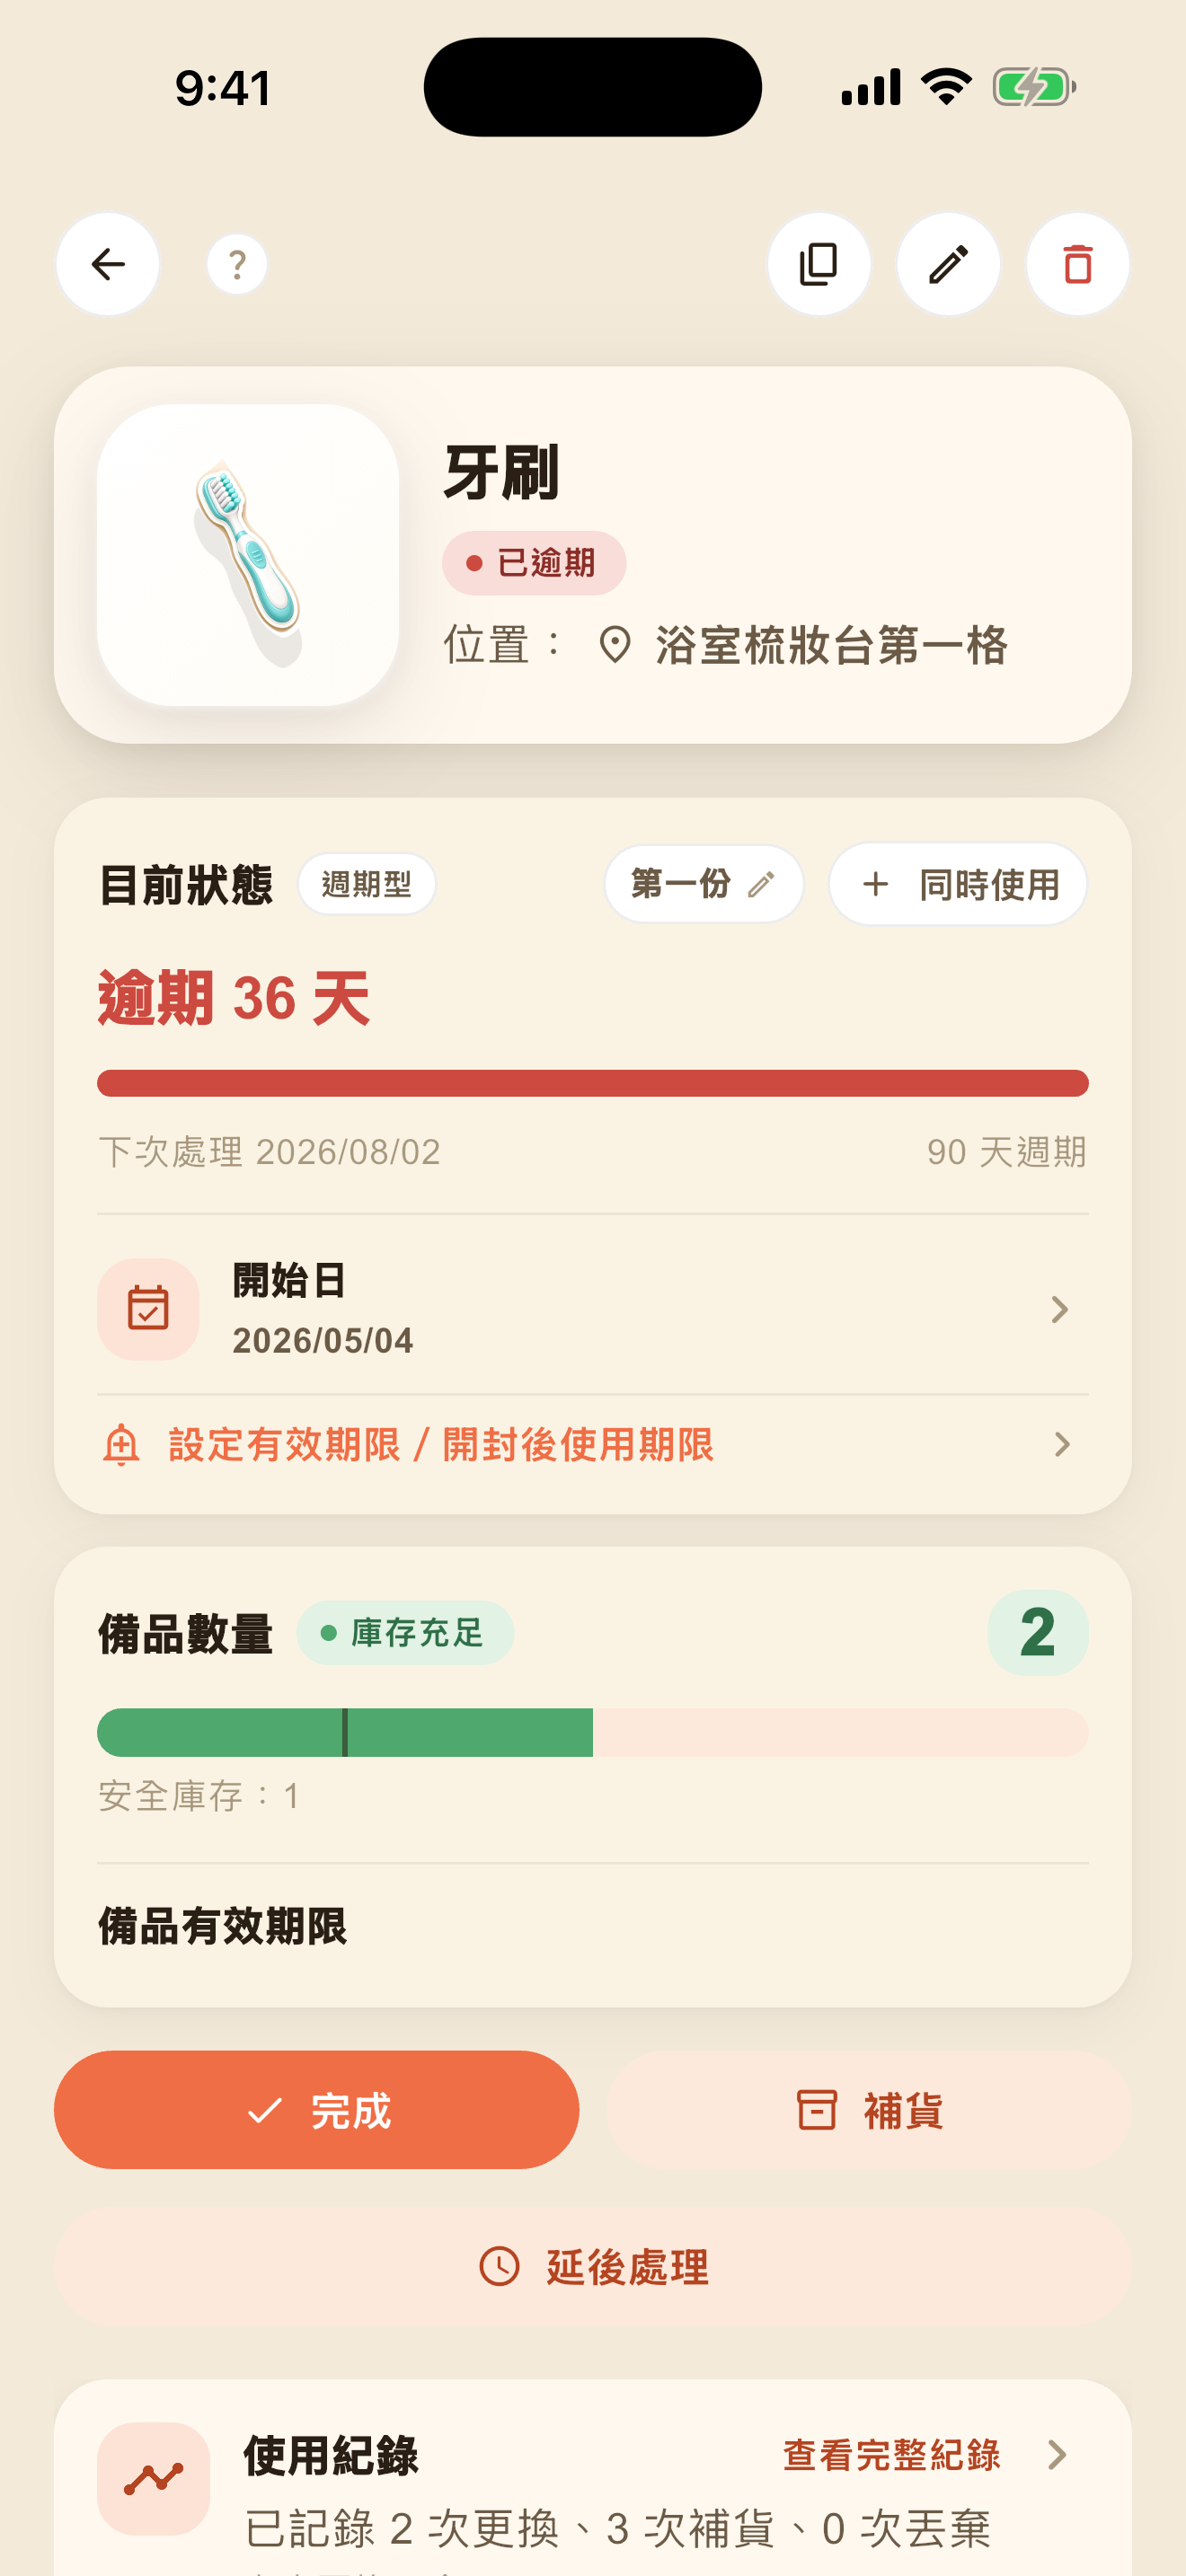 9:41
?
牙刷
已逾期
位置： 浴室梳妝台第一格
目前狀態 週期型 第一份 + 同時使用
逾期 36 天
下次處理 2026/08/02 90 天週期
開始日
2026/05/04
設定有效期限 / 開封後使用期限
備品數量 庫存充足 2
安全庫存：1
備品有效期限
完成 補貨
延後處理
使用紀錄 查看完整紀錄
已記錄 2 次更換、3 次補貨、0 次丟棄